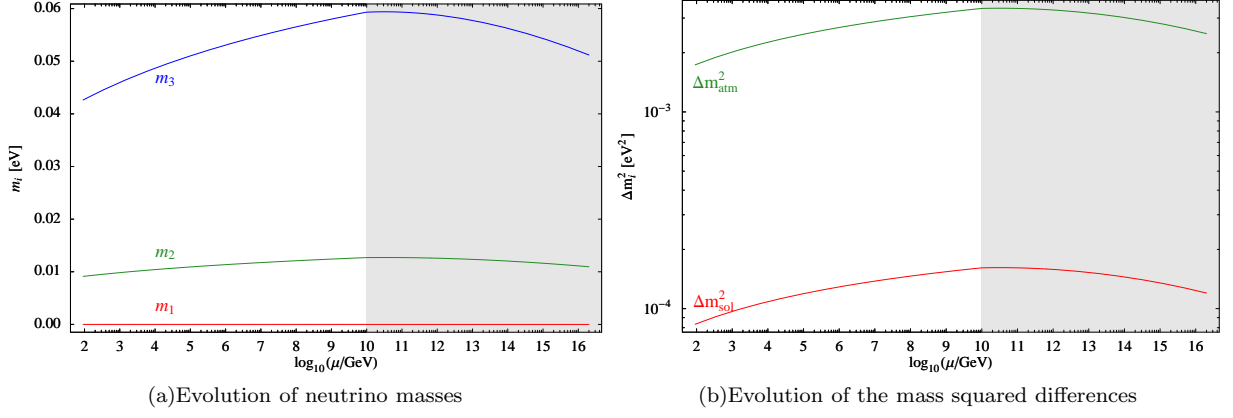 0.06
0.05
0.04
0.03
0.02
0.01
0.00
m_i [eV]
m_3
m_2
m_1
2 3 4 5 6 7 8 9 10 11 12 13 14 15 16
log_10(μ/GeV)
(a)Evolution of neutrino masses
10^-3
10^-4
Δm_i^2 [eV^2]
Δm_atm^2
Δm_sol^2
2 3 4 5 6 7 8 9 10 11 12 13 14 15 16
log_10(μ/GeV)
(b)Evolution of the mass squared differences